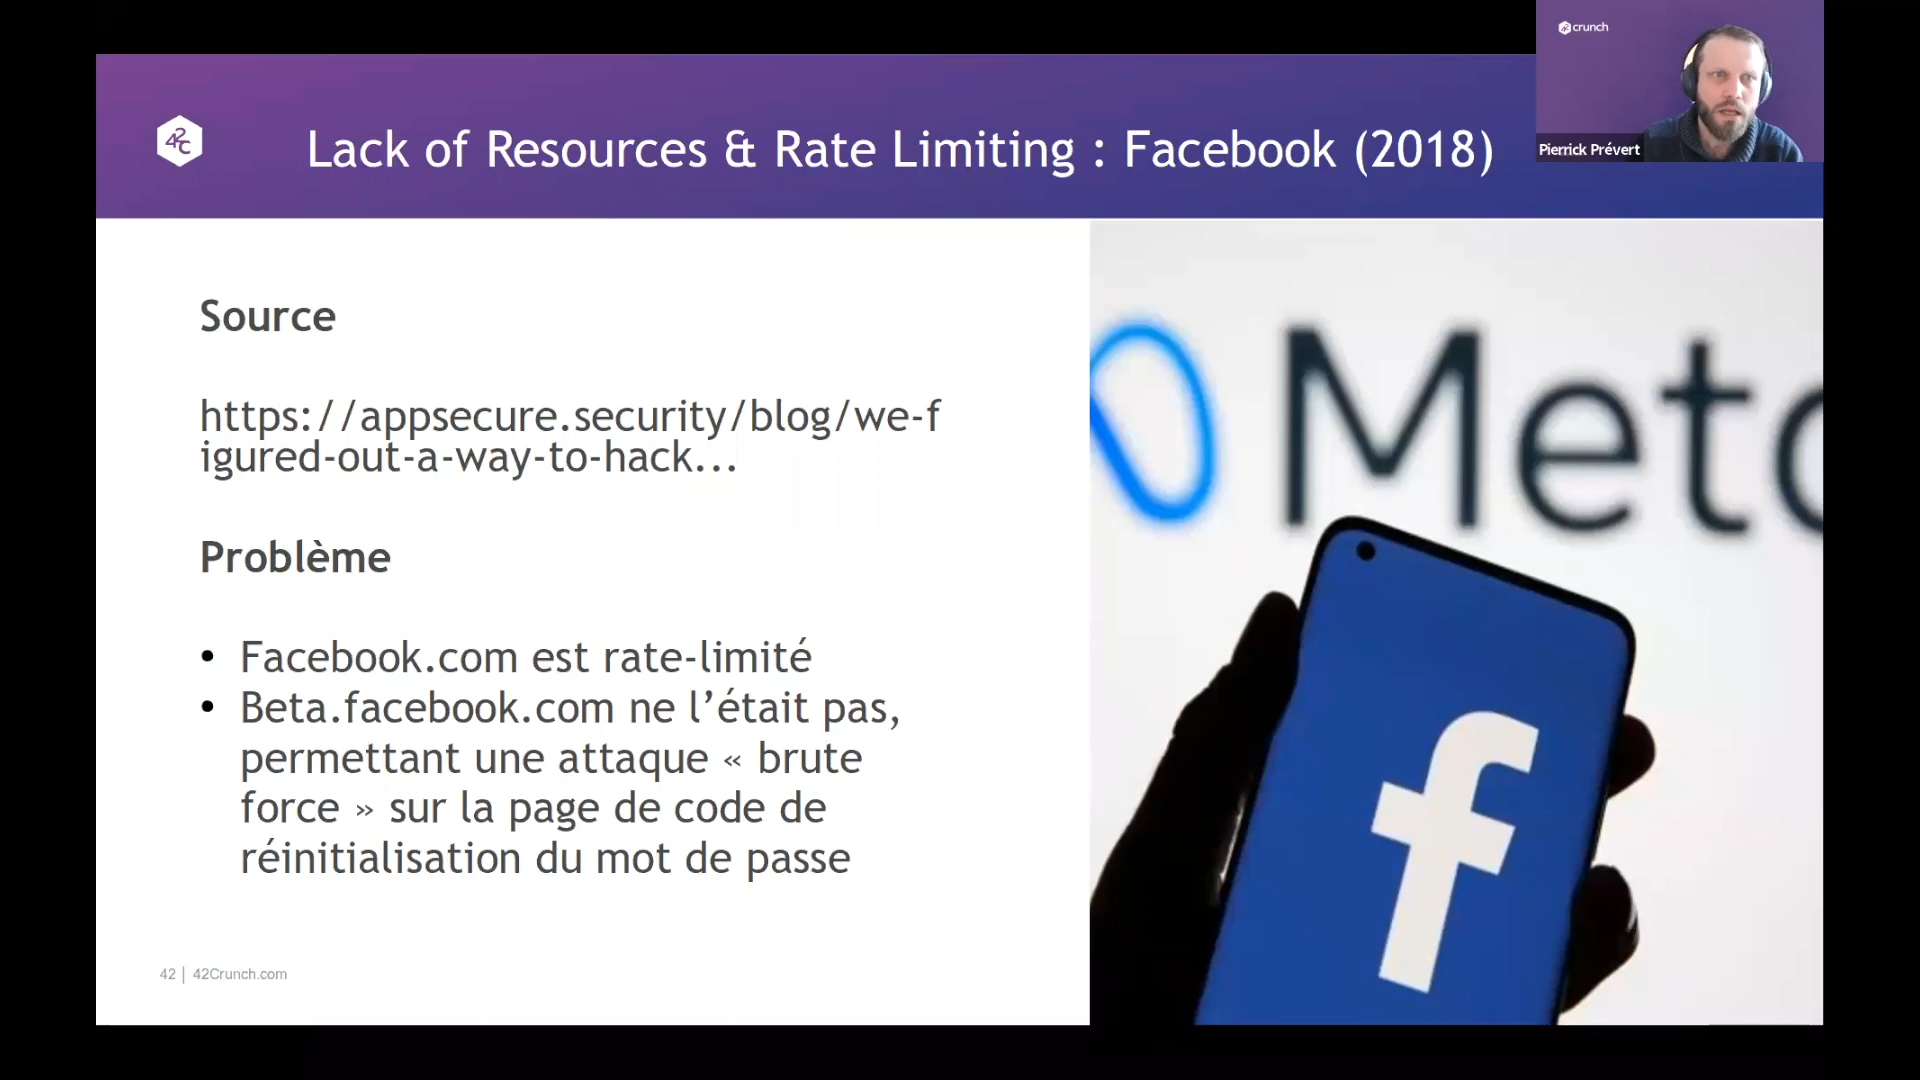 crunch
Pierrick Prévert
42c
Lack of Resources & Rate Limiting : Facebook (2018)
Source
https://appsecure.security/blog/we-f
igured-out-a-way-to-hack...
Problème
• Facebook.com est rate-limité
• Beta.facebook.com ne l’était pas,
permettant une attaque « brute
force » sur la page de code de
réinitialisation du mot de passe
Meta
f
42 | 42Crunch.com